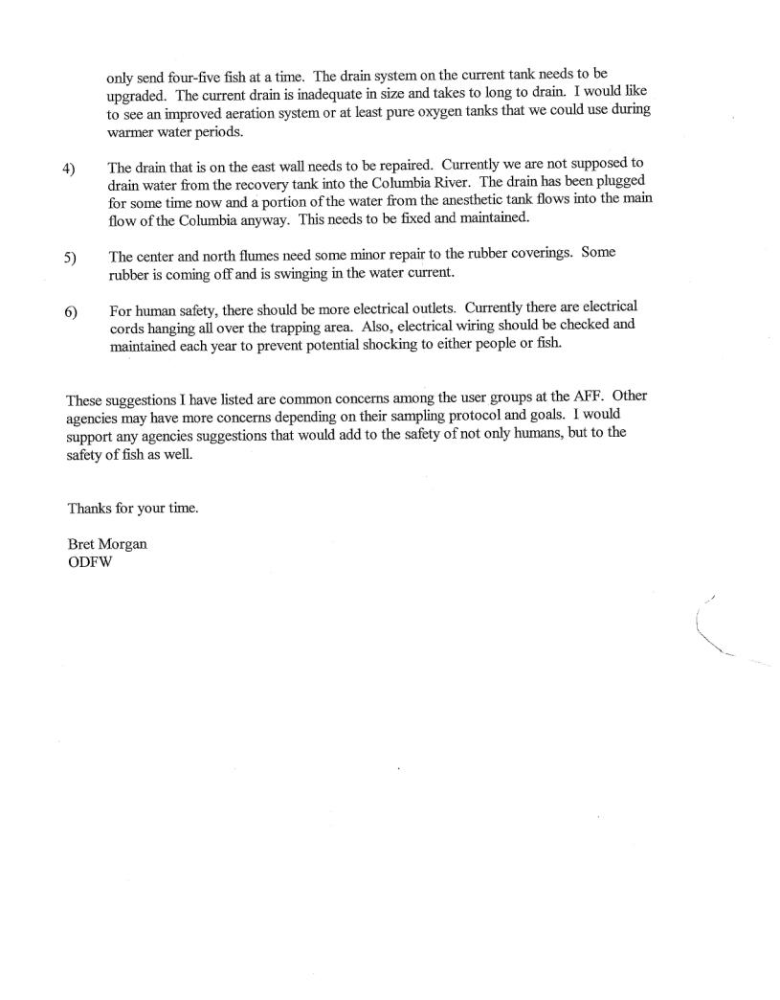 only send four-five fish at a time. The drain system on the current tank needs to be
upgraded. The current drain is inadequate in size and takes to long to drain. I would like
to see an improved aeration system or at least pure oxygen tanks that we could use during
warmer water periods.
4) The drain that is on the east wall needs to be repaired. Currently we are not supposed to
drain water from the recovery tank into the Columbia River. The drain has been plugged
for some time now and a portion of the water from the anesthetic tank flows into the main
flow of the Columbia anyway. This needs to be fixed and maintained.
5) The center and north flumes need some minor repair to the rubber coverings. Some
rubber is coming off and is swinging in the water current.
6) For human safety, there should be more electrical outlets. Currently there are electrical
cords hanging all over the trapping area. Also, electrical wiring should be checked and
maintained each year to prevent potential shocking to either people or fish.
These suggestions I have listed are common concerns among the user groups at the AFF. Other
agencies may have more concerns depending on their sampling protocol and goals. I would
support any agencies suggestions that would add to the safety of not only humans, but to the
safety of fish as well.
Thanks for your time.
Bret Morgan
ODFW